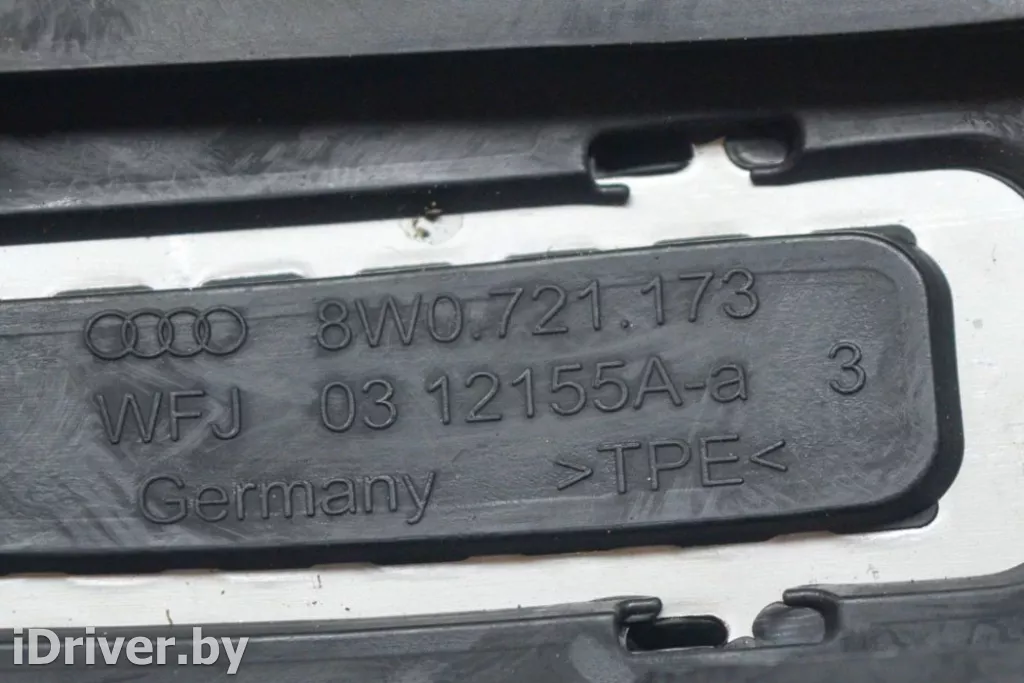 8W0.721.173
WFJ 03 12155A-a 3
Germany >TPE<
iDriver.by